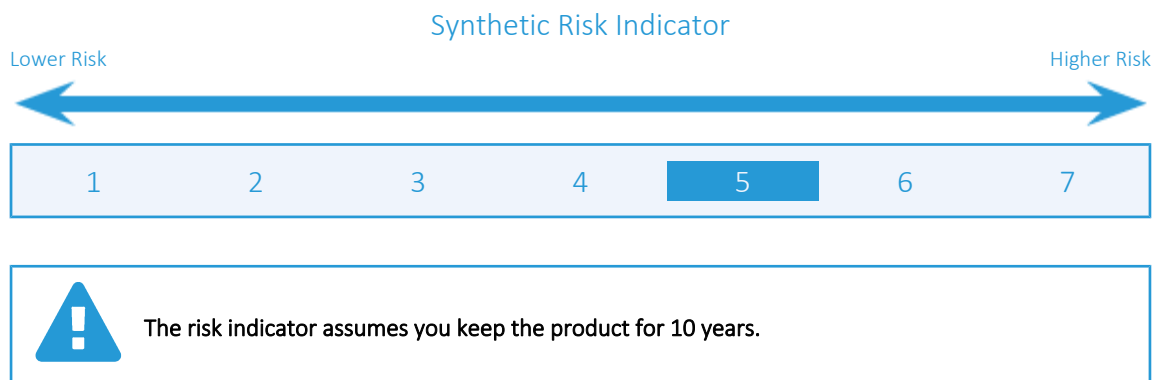 Synthetic Risk Indicator
Lower Risk Higher Risk
1 2 3 4 5 6 7
The risk indicator assumes you keep the product for 10 years.